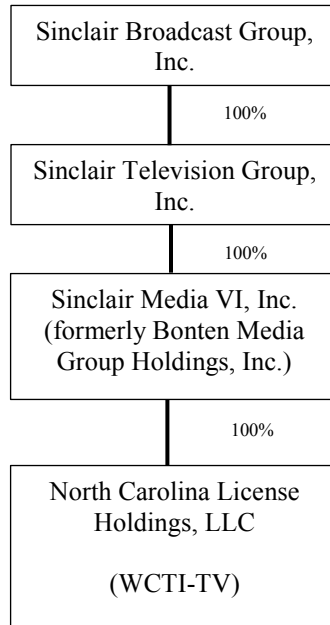 Sinclair Broadcast Group,
Inc.
100%
Sinclair Television Group,
Inc.
100%
Sinclair Media VI, Inc.
(formerly Bonten Media
Group Holdings, Inc.)
100%
North Carolina License
Holdings, LLC
(WCTI-TV)